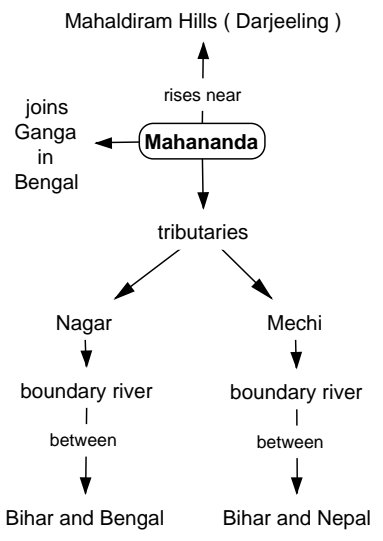 Mahaldiram Hills ( Darjeeling )
rises near
joins
Ganga
in
Bengal
Mahananda
tributaries
Nagar
Mechi
boundary river
boundary river
between
between
Bihar and Bengal
Bihar and Nepal